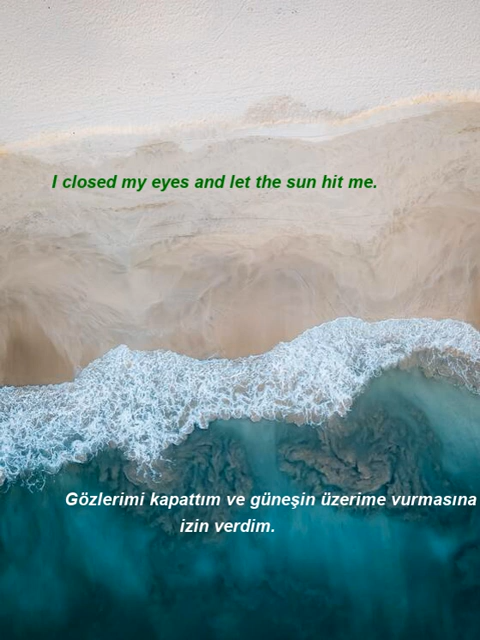 I closed my eyes and let the sun hit me.
Gözlerimi kapattım ve güneşin üzerime vurmasına
izin verdim.